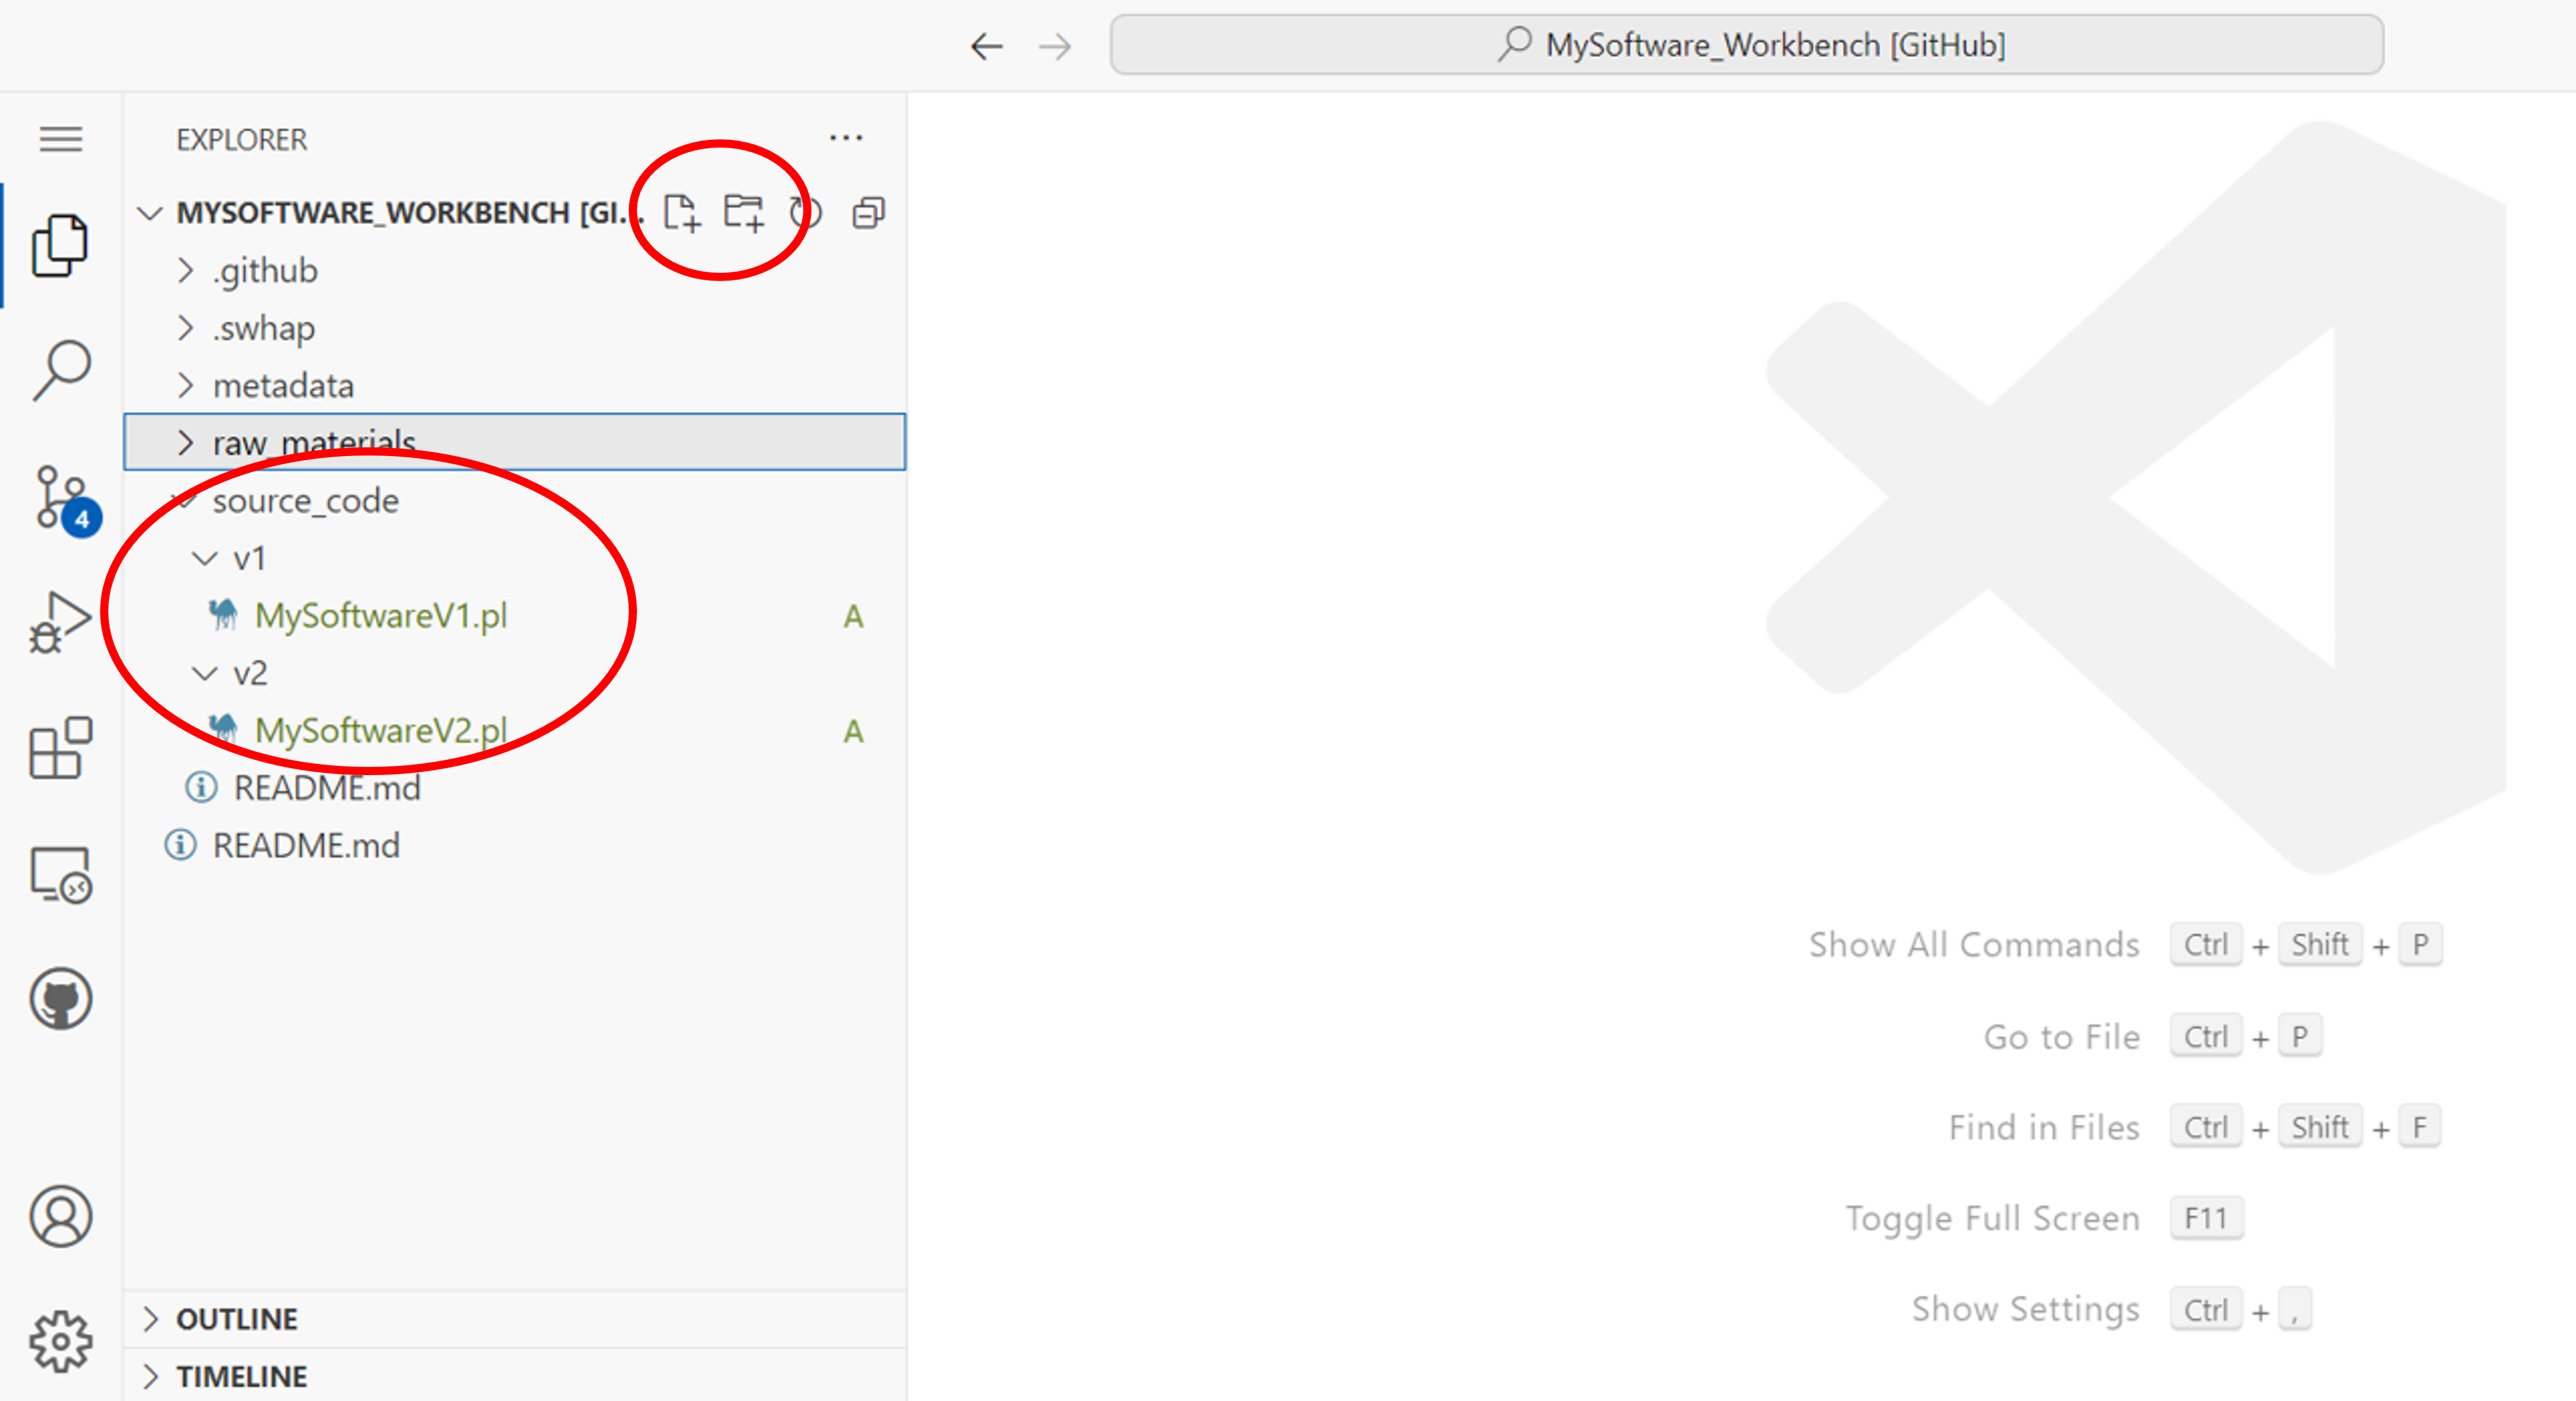 MySoftware_Workbench [GitHub]
EXPLORER
MYSOFTWARE_WORKBENCH [GI...
.github
.swhap
metadata
raw_materials
source_code
4
v1
MySoftwareV1.pl A
v2
MySoftwareV2.pl A
README.md
README.md
Show All Commands Ctrl + Shift + P
Go to File Ctrl + P
Find in Files Ctrl + Shift + F
Toggle Full Screen F11
Show Settings Ctrl + ,
OUTLINE
TIMELINE